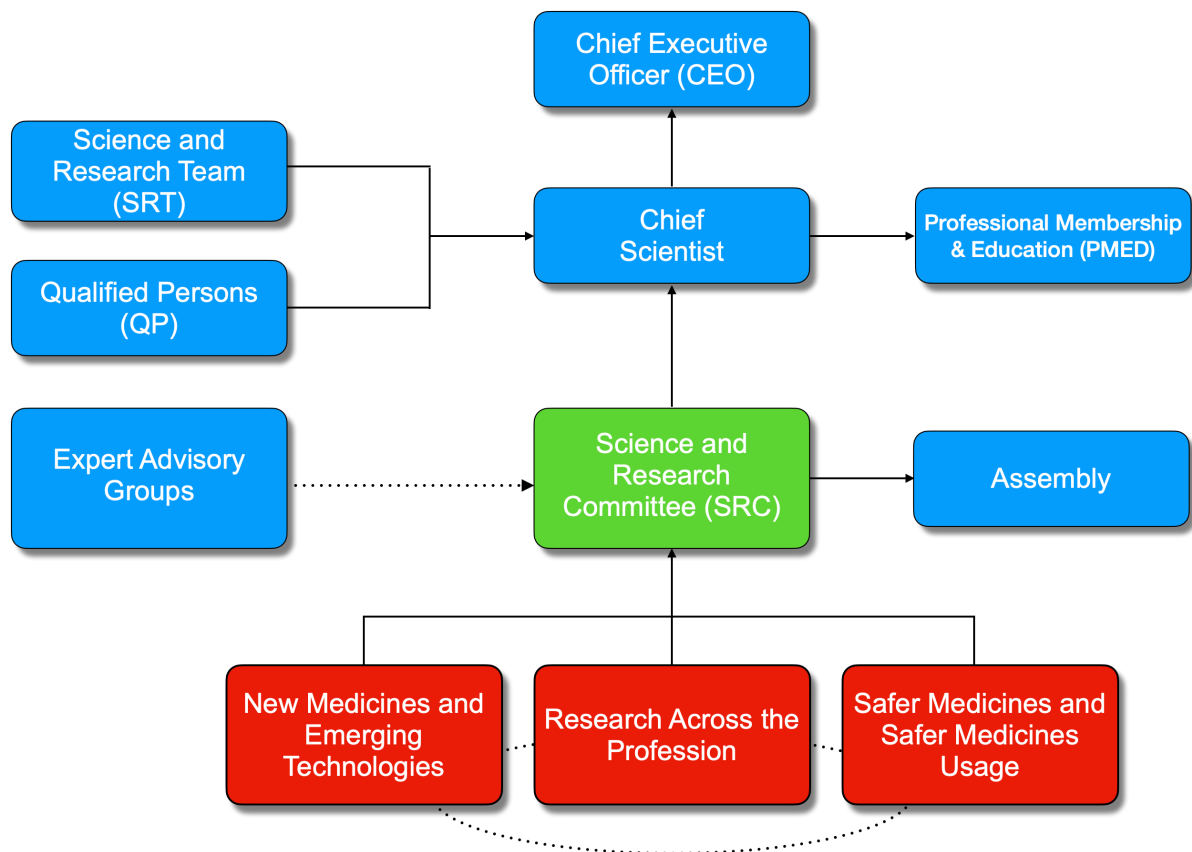 Chief Executive
Officer (CEO)
Science and
Research Team
(SRT)
Chief
Scientist
Professional Membership
& Education (PMED)
Qualified Persons
(QP)
Expert Advisory
Groups
Science and
Research
Committee (SRC)
Assembly
New Medicines and
Emerging
Technologies
Research Across the
Profession
Safer Medicines and
Safer Medicines
Usage